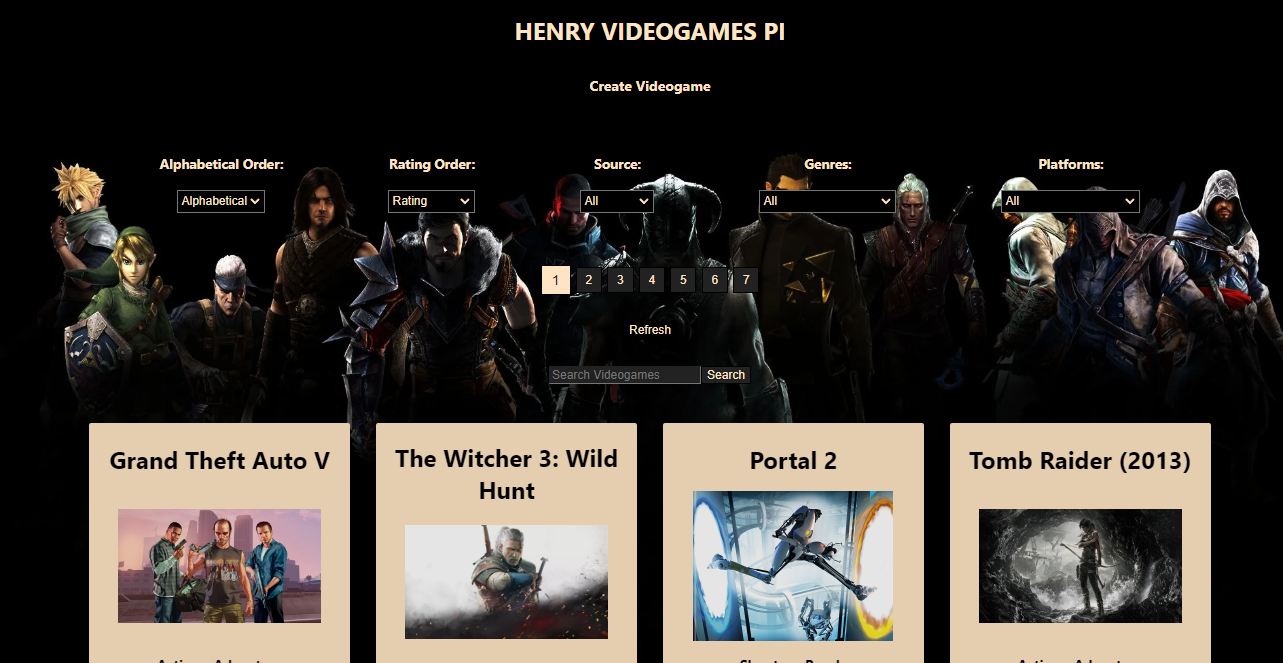 HENRY VIDEOGAMES PI
Create Videogame
Alphabetical Order: Rating Order: Source: Genres: Platforms:
Alphabetical Rating All All All
1 2 3 4 5 6 7
Refresh
Search Videogames Search
Grand Theft Auto V
The Witcher 3: Wild
Hunt
Portal 2
Tomb Raider (2013)